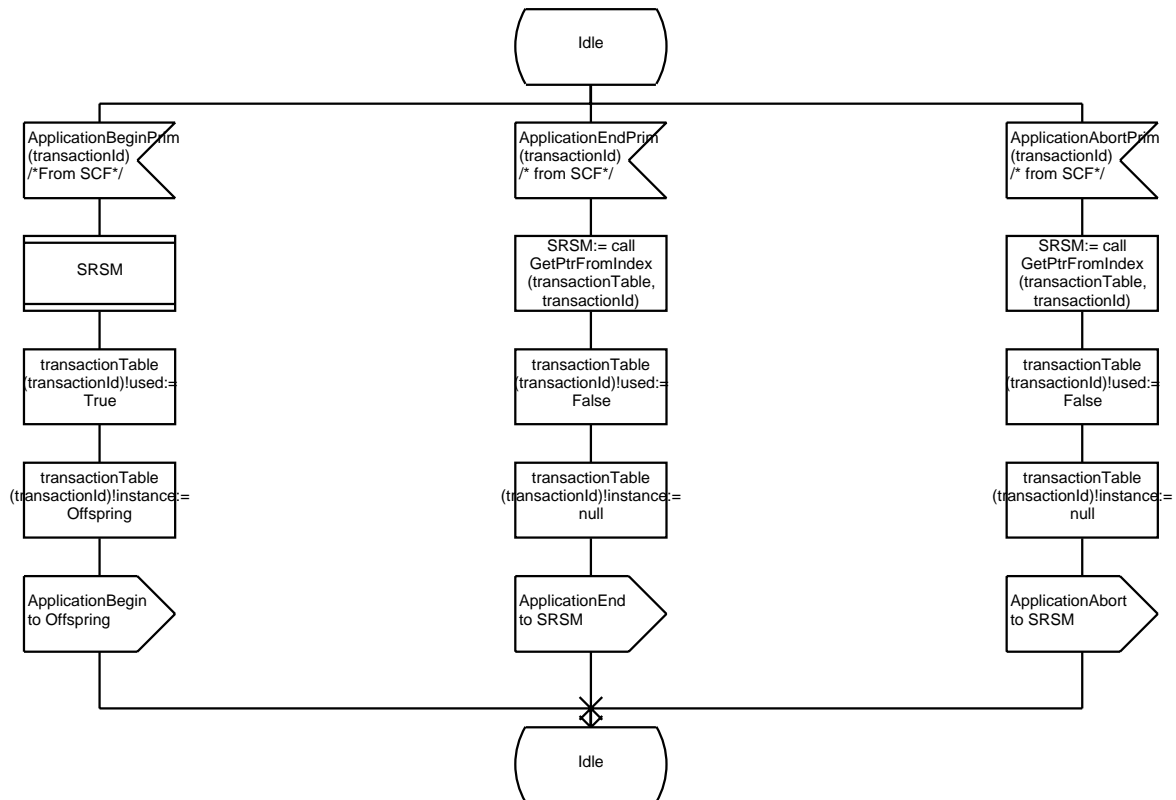 Idle
ApplicationBeginPrim
(transactionId)
/*From SCF*/
ApplicationEndPrim
(transactionId)
/* from SCF*/
ApplicationAbortPrim
(transactionId)
/* from SCF*/
SRSM
SRSM:= call
GetPtrFromIndex
(transactionTable,
transactionId)
SRSM:= call
GetPtrFromIndex
(transactionTable,
transactionId)
transactionTable
(transactionId)!used:=
True
transactionTable
(transactionId)!used:=
False
transactionTable
(transactionId)!used:=
False
transactionTable
(transactionId)!instance:=
Offspring
transactionTable
(transactionId)!instance:=
null
transactionTable
(transactionId)!instance:=
null
ApplicationBegin
to Offspring
ApplicationEnd
to SRSM
ApplicationAbort
to SRSM
Idle